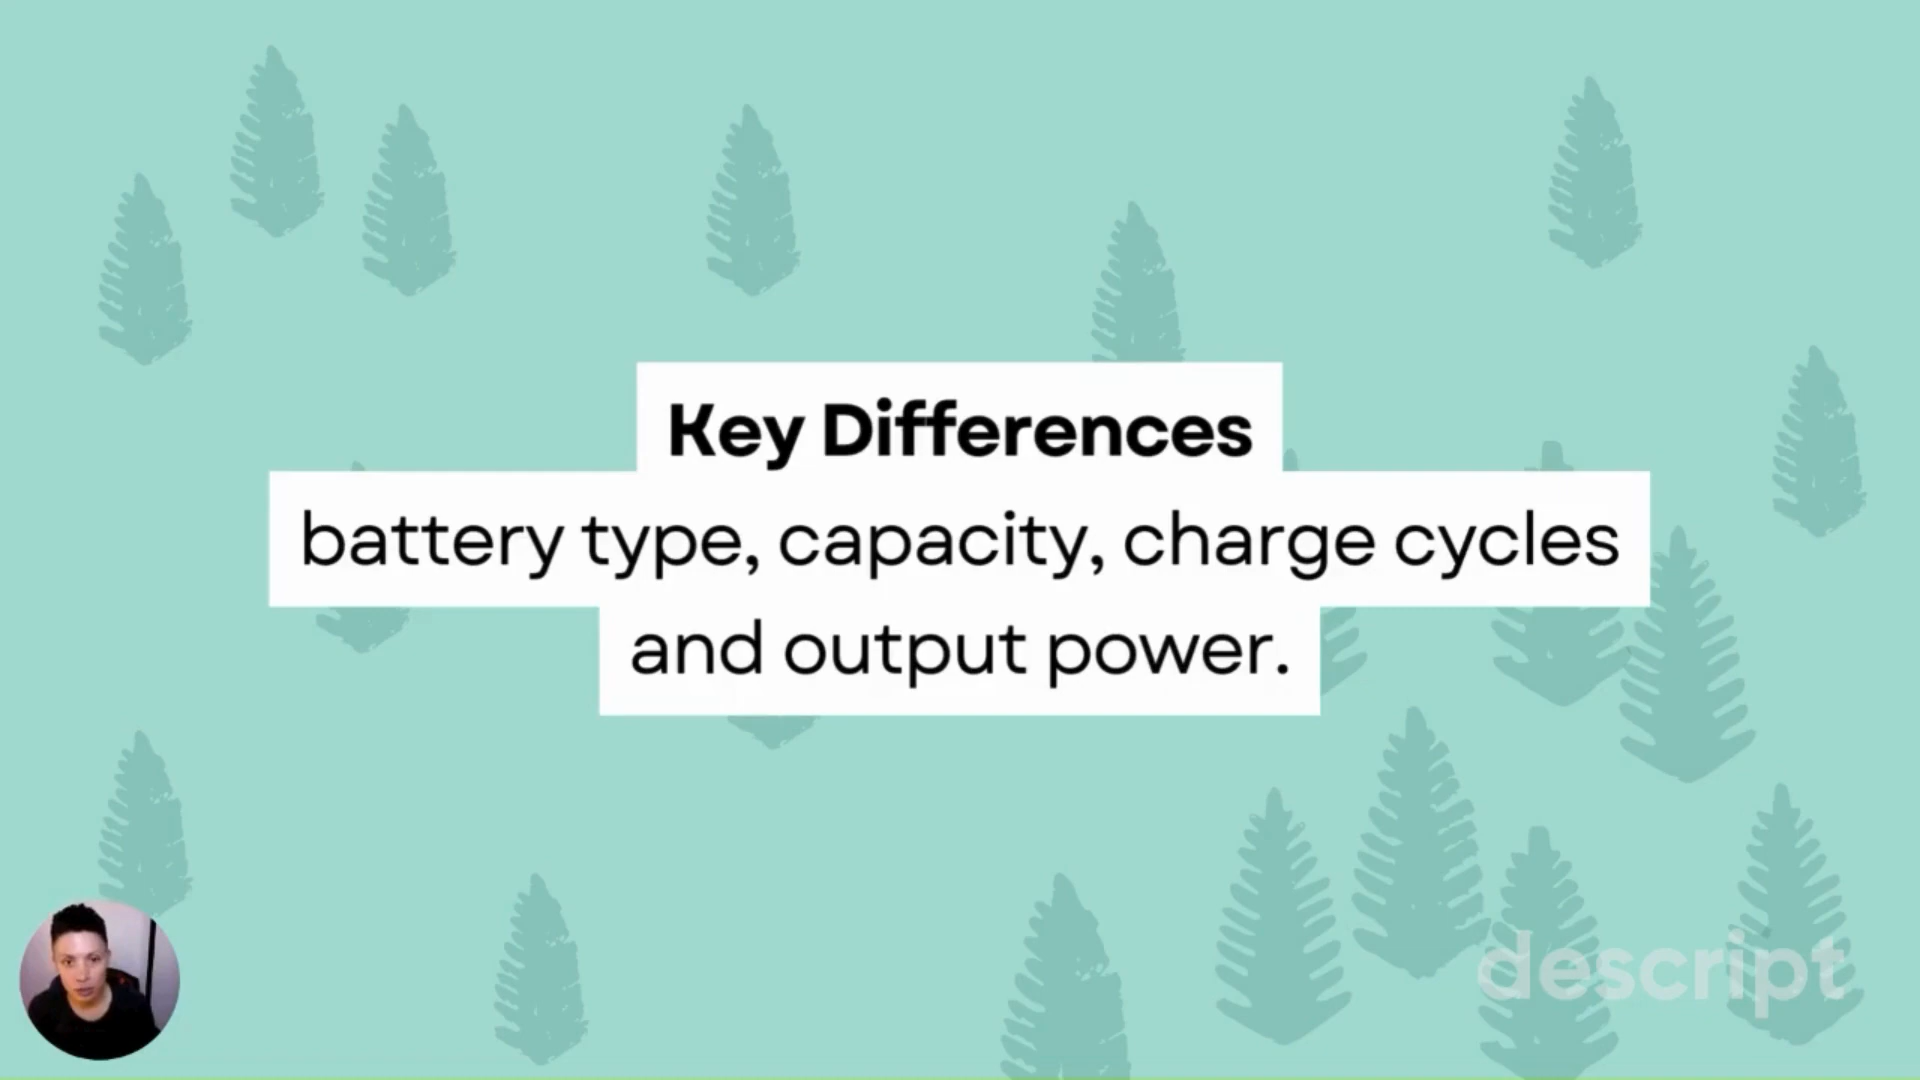 Key Differences
battery type, capacity, charge cycles
and output power.
descript